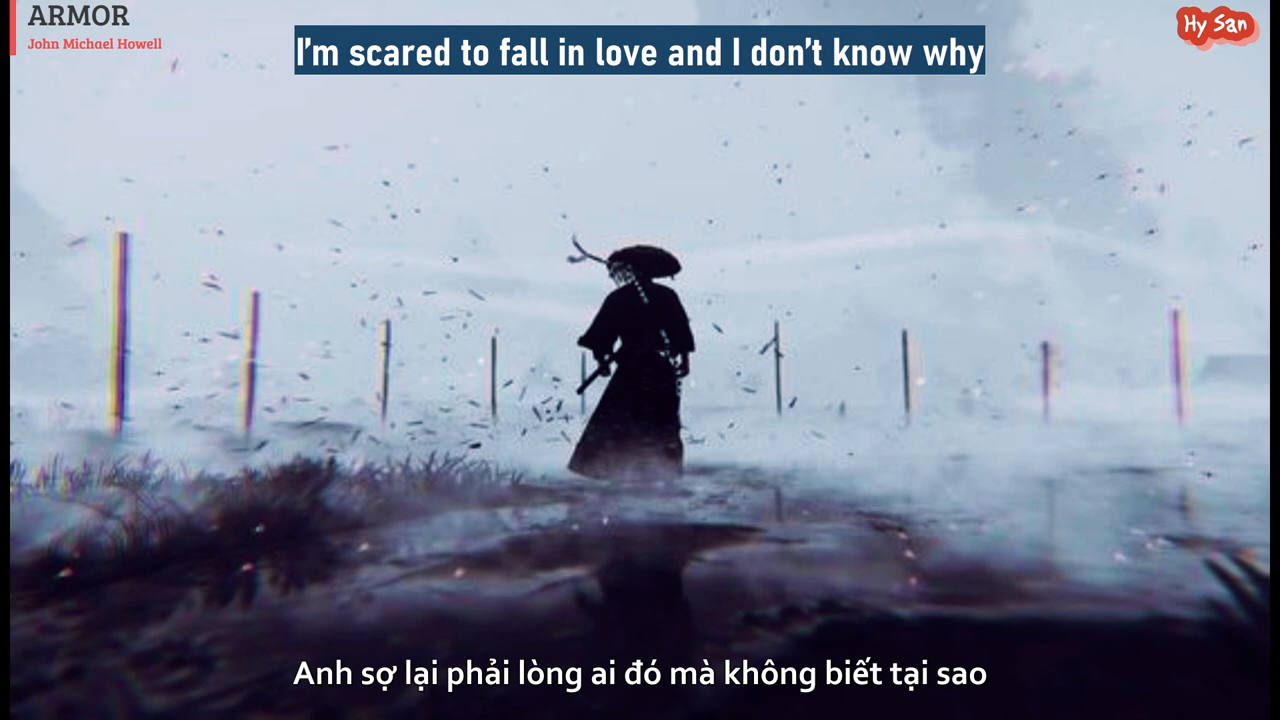 ARMOR
John Michael Howell
Hy San
I'm scared to fall in love and I don't know why
Anh sợ lại phải lòng ai đó mà không biết tại sao